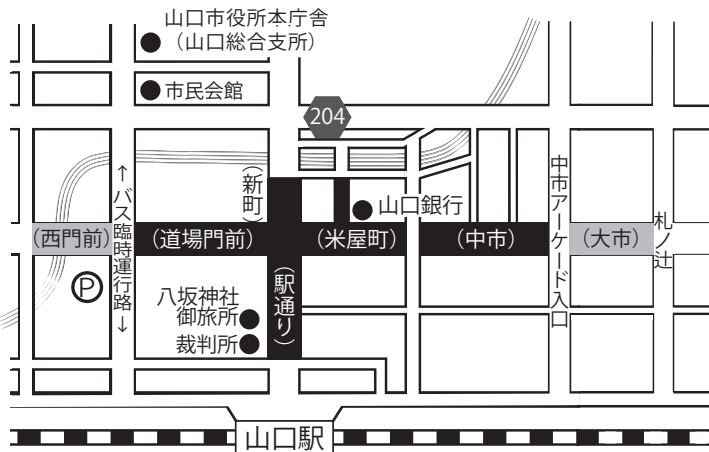 山口市役所本庁舎
（山口総合支所）
市民会館
204
（新町）
山口銀行
↑バス臨時運行路↓
中市アーケード入口
札ノ辻
（西門前）
（道場門前）
（米屋町）
（中市）
（大市）
P
（駅通り）
八坂神社
御旅所
裁判所
山口駅